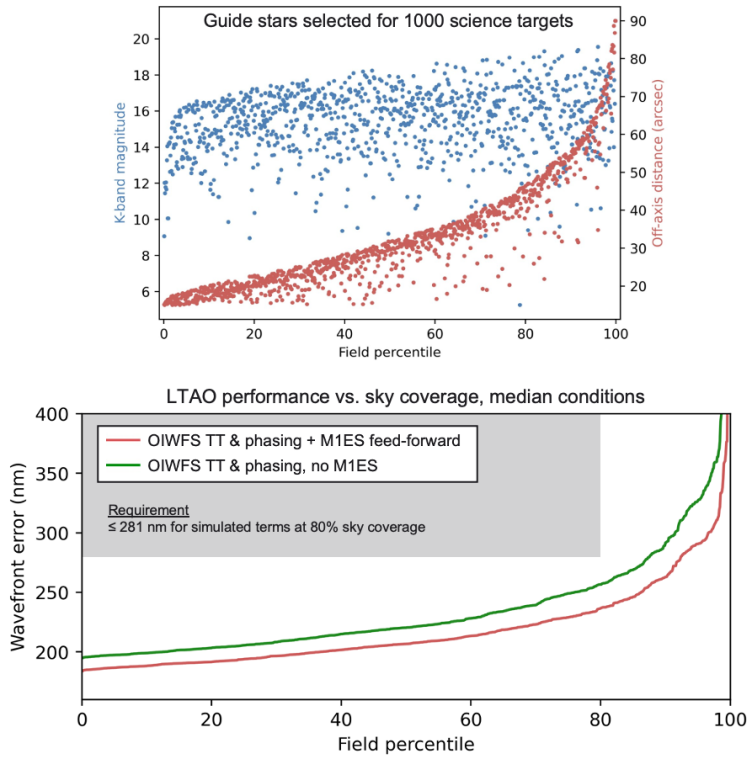 Guide stars selected for 1000 science targets
20
18
16
14
12
10
8
6
K-band magnitude
90
80
70
60
50
40
30
20
Off-axis distance (arcsec)
0 20 40 60 80 100
Field percentile
LTAO performance vs. sky coverage, median conditions
400
350
300
250
200
Wavefront error (nm)
OIWFS TT & phasing + M1ES feed-forward
OIWFS TT & phasing, no M1ES
Requirement
≤ 281 nm for simulated terms at 80% sky coverage
0 20 40 60 80 100
Field percentile